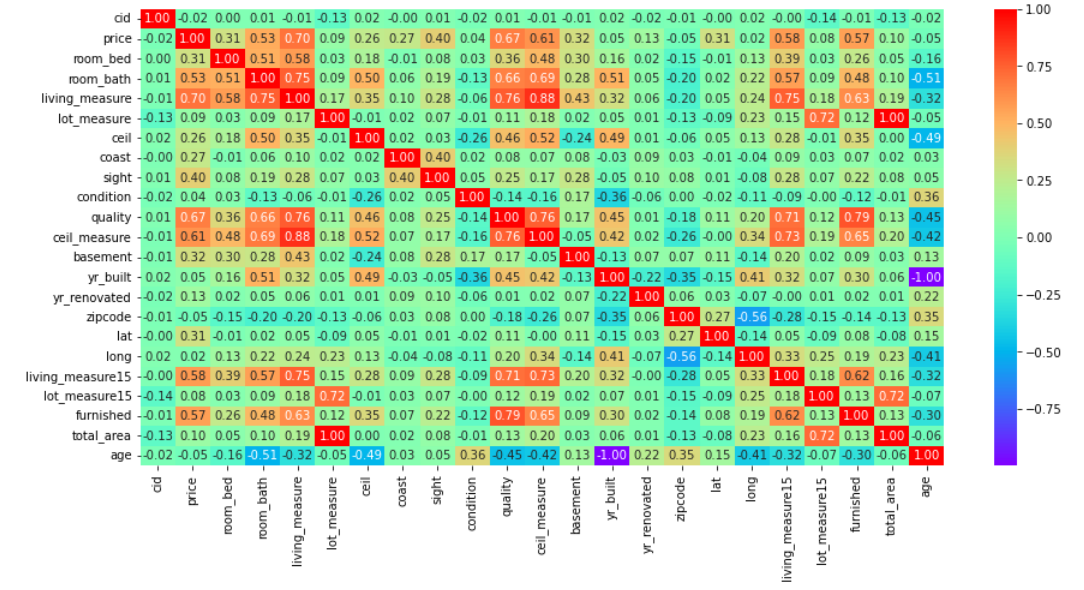 cid 1.00 -0.02 0.00 -0.01 -0.01 -0.13 0.02 -0.00 0.01 -0.02 0.01 -0.01 -0.02 0.02 -0.02 -0.01 -0.00 0.02 -0.00 -0.14 -0.01 -0.13 -0.02
price -0.02 1.00 0.31 0.53 0.70 0.09 0.26 0.27 0.40 0.04 0.67 0.61 0.32 0.05 0.13 -0.05 0.31 0.02 0.58 0.08 0.57 0.10 -0.05
room_bed 0.00 0.31 1.00 0.51 0.58 0.03 0.18 -0.01 0.08 0.03 0.36 0.48 0.30 0.16 0.02 -0.15 -0.01 0.13 0.39 0.03 0.26 0.05 -0.16
room_bath -0.01 0.53 0.51 1.00 0.75 0.09 0.50 0.06 0.19 -0.13 0.66 0.69 0.28 0.51 0.05 -0.20 0.02 0.22 0.57 0.09 0.48 0.10 -0.51
living_measure -0.01 0.70 0.58 0.75 1.00 0.17 0.35 0.10 0.28 -0.06 0.76 0.88 0.43 0.32 0.06 -0.20 0.05 0.24 0.75 0.18 0.63 0.19 -0.32
lot_measure -0.13 0.09 0.03 0.09 0.17 1.00 -0.01 0.02 0.07 -0.01 0.11 0.18 0.02 0.05 0.01 -0.13 -0.09 0.23 0.15 0.72 0.12 1.00 -0.05
ceil 0.02 0.26 0.18 0.50 0.35 -0.01 1.00 0.02 0.03 -0.26 0.46 0.52 -0.24 0.49 0.01 -0.06 0.05 0.13 0.28 -0.01 0.35 0.00 -0.49
coast -0.00 0.27 -0.01 0.06 0.10 0.02 0.02 1.00 0.40 0.02 0.08 0.07 0.08 -0.03 0.09 0.03 -0.01 -0.04 0.09 0.03 0.07 0.02 0.03
sight 0.01 0.40 0.08 0.19 0.28 0.07 0.03 0.40 1.00 0.05 0.25 0.17 0.28 -0.05 0.10 0.08 0.01 -0.08 0.28 0.07 0.22 0.08 0.05
condition -0.02 0.04 0.03 -0.13 -0.06 -0.01 -0.26 0.02 0.05 1.00 -0.14 -0.16 0.17 -0.36 -0.06 0.00 -0.02 -0.11 -0.09 -0.00 -0.12 -0.01 0.36
quality 0.01 0.67 0.36 0.66 0.76 0.11 0.46 0.08 0.25 -0.14 1.00 0.76 0.17 0.45 0.01 -0.18 0.11 0.20 0.71 0.12 0.79 0.13 -0.45
ceil_measure -0.01 0.61 0.48 0.69 0.88 0.18 0.52 0.07 0.17 -0.16 0.76 1.00 -0.05 0.42 0.02 -0.26 -0.00 0.34 0.73 0.19 0.65 0.20 -0.42
basement -0.02 0.32 0.30 0.28 0.43 0.02 -0.24 0.08 0.28 0.17 0.17 -0.05 1.00 -0.13 0.07 0.07 0.11 -0.14 0.20 0.02 0.09 0.03 0.13
yr_built 0.02 0.05 0.16 0.51 0.32 0.05 0.49 -0.03 -0.05 -0.36 0.45 0.42 -0.13 1.00 -0.22 -0.35 -0.15 0.41 0.32 0.07 0.30 0.06 -1.00
yr_renovated -0.02 0.13 0.02 0.05 0.06 0.01 0.01 0.09 0.10 -0.06 0.01 0.02 0.07 -0.22 1.00 0.06 0.03 -0.07 -0.00 0.01 0.02 0.01 0.22
zipcode -0.01 -0.05 -0.15 -0.20 -0.20 -0.13 -0.06 0.03 0.08 0.00 -0.18 -0.26 0.07 -0.35 0.06 1.00 0.27 -0.56 -0.28 -0.15 -0.14 -0.13 0.35
lat -0.00 0.31 -0.01 0.02 0.05 -0.09 0.05 -0.01 0.01 -0.02 0.11 -0.00 0.11 -0.15 0.03 0.27 1.00 -0.14 0.05 -0.09 0.08 -0.08 0.15
long 0.02 0.02 0.13 0.22 0.24 0.23 0.13 -0.04 -0.08 -0.11 0.20 0.34 -0.14 0.41 -0.07 -0.56 -0.14 1.00 0.33 0.25 0.19 0.23 -0.41
living_measure15 -0.00 0.58 0.39 0.57 0.75 0.15 0.28 0.09 0.28 -0.09 0.71 0.73 0.20 0.32 -0.00 -0.28 0.05 0.33 1.00 0.18 0.62 0.16 -0.32
lot_measure15 -0.14 0.08 0.03 0.09 0.18 0.72 -0.01 0.03 0.07 -0.00 0.12 0.19 0.02 0.07 0.01 -0.15 -0.09 0.25 0.18 1.00 0.13 0.72 -0.07
furnished -0.01 0.57 0.26 0.48 0.63 0.12 0.35 0.07 0.22 -0.12 0.79 0.65 0.09 0.30 0.02 -0.14 0.08 0.19 0.62 0.13 1.00 0.13 -0.30
total_area -0.13 0.10 0.05 0.10 0.19 1.00 0.00 0.02 0.08 -0.01 0.13 0.20 0.03 0.06 0.01 -0.13 -0.08 0.23 0.16 0.72 0.13 1.00 -0.06
age -0.02 -0.05 -0.16 -0.51 -0.32 -0.05 -0.49 0.03 0.05 0.36 -0.45 -0.42 0.13 -1.00 0.22 0.35 0.15 -0.41 -0.32 -0.07 -0.30 -0.06 1.00
cid
price
room_bed
room_bath
living_measure
lot_measure
ceil
coast
sight
condition
quality
ceil_measure
basement
yr_built
yr_renovated
zipcode
lat
long
living_measure15
lot_measure15
furnished
total_area
age
1.00
0.75
0.50
0.25
0.00
-0.25
-0.50
-0.75